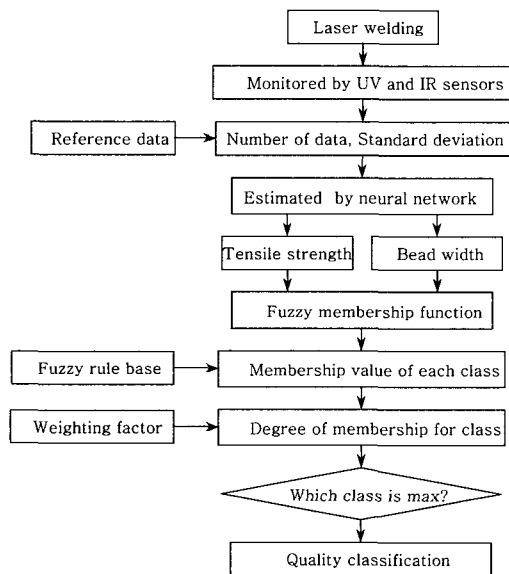 Laser welding
Monitored by UV and IR sensors
Reference data
Number of data, Standard deviation
Estimated by neural network
Tensile strength
Bead width
Fuzzy membership function
Fuzzy rule base
Membership value of each class
Weighting factor
Degree of membership for class
Which class is max?
Quality classification